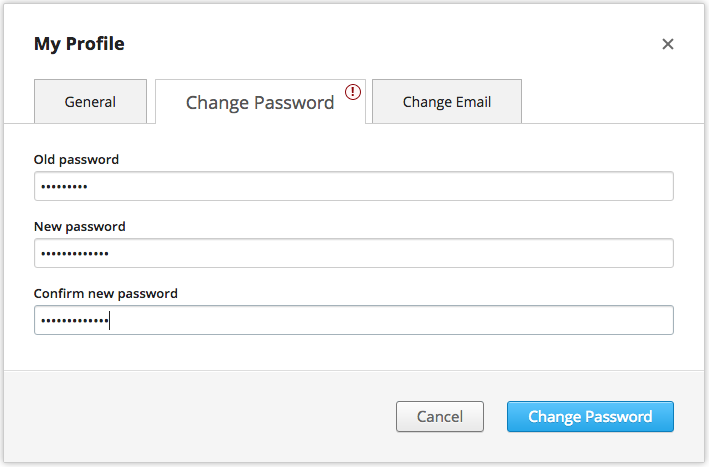 My Profile
General
Change Password
Change Email
Old password
•••••••••
New password
•••••••••••••
Confirm new password
•••••••••••••
Cancel
Change Password